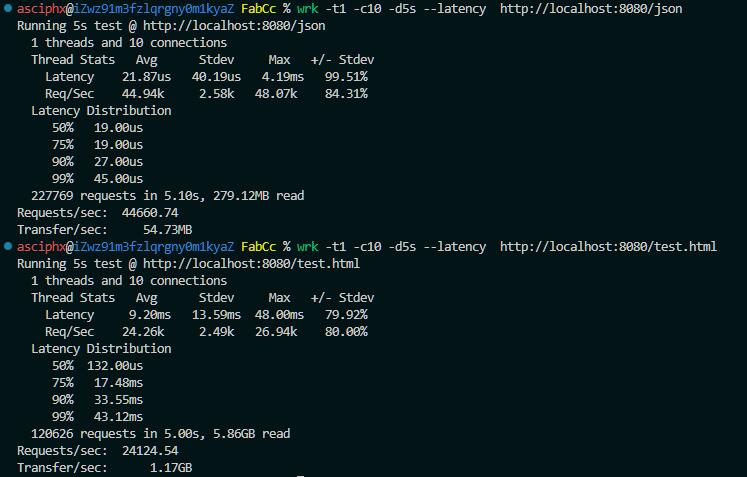 asciphx@iZwz91m3fzlqrgny0m1kyaZ FabCc % wrk -t1 -c10 -d5s --latency  http://localhost:8080/json
Running 5s test @ http://localhost:8080/json
  1 threads and 10 connections
  Thread Stats   Avg      Stdev     Max   +/- Stdev
    Latency    21.87us   40.19us   4.19ms   99.51%
    Req/Sec    44.94k     2.58k   48.07k    84.31%
  Latency Distribution
     50%   19.00us
     75%   19.00us
     90%   27.00us
     99%   45.00us
  227769 requests in 5.10s, 279.12MB read
Requests/sec:  44660.74
Transfer/sec:     54.73MB
asciphx@iZwz91m3fzlqrgny0m1kyaZ FabCc % wrk -t1 -c10 -d5s --latency  http://localhost:8080/test.html
Running 5s test @ http://localhost:8080/test.html
  1 threads and 10 connections
  Thread Stats   Avg      Stdev     Max   +/- Stdev
    Latency     9.20ms   13.59ms  48.00ms   79.92%
    Req/Sec    24.26k     2.49k   26.94k    80.00%
  Latency Distribution
     50%  132.00us
     75%   17.48ms
     90%   33.55ms
     99%   43.12ms
  120626 requests in 5.00s, 5.86GB read
Requests/sec:  24124.54
Transfer/sec:      1.17GB